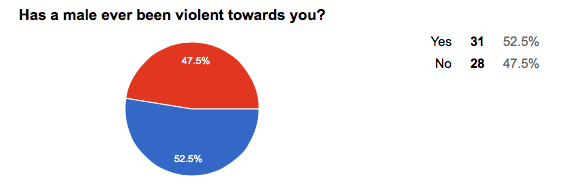 Has a male ever been violent towards you?
Yes 31 52.5%
No 28 47.5%
47.5%
52.5%